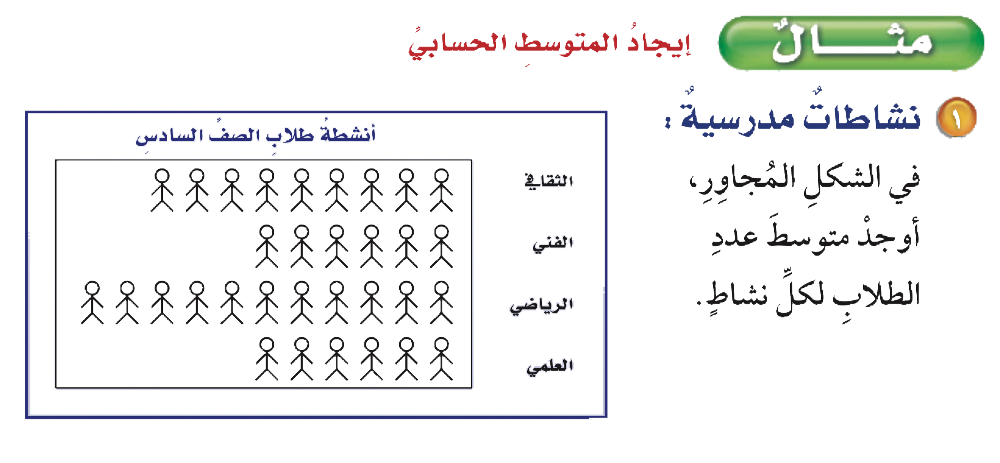 مثـــالٌ
إيجادُ المتوسطِ الحسابيِّ
١ نشاطاتٌ مدرسيةٌ :
في الشكلِ المُجاوِرِ،
أوجدْ متوسطَ عددِ
الطلابِ لكلِّ نشاطٍ.
أنشطةُ طلابِ الصفِّ السادسِ
الثقافي
الفني
الرياضي
العلمي